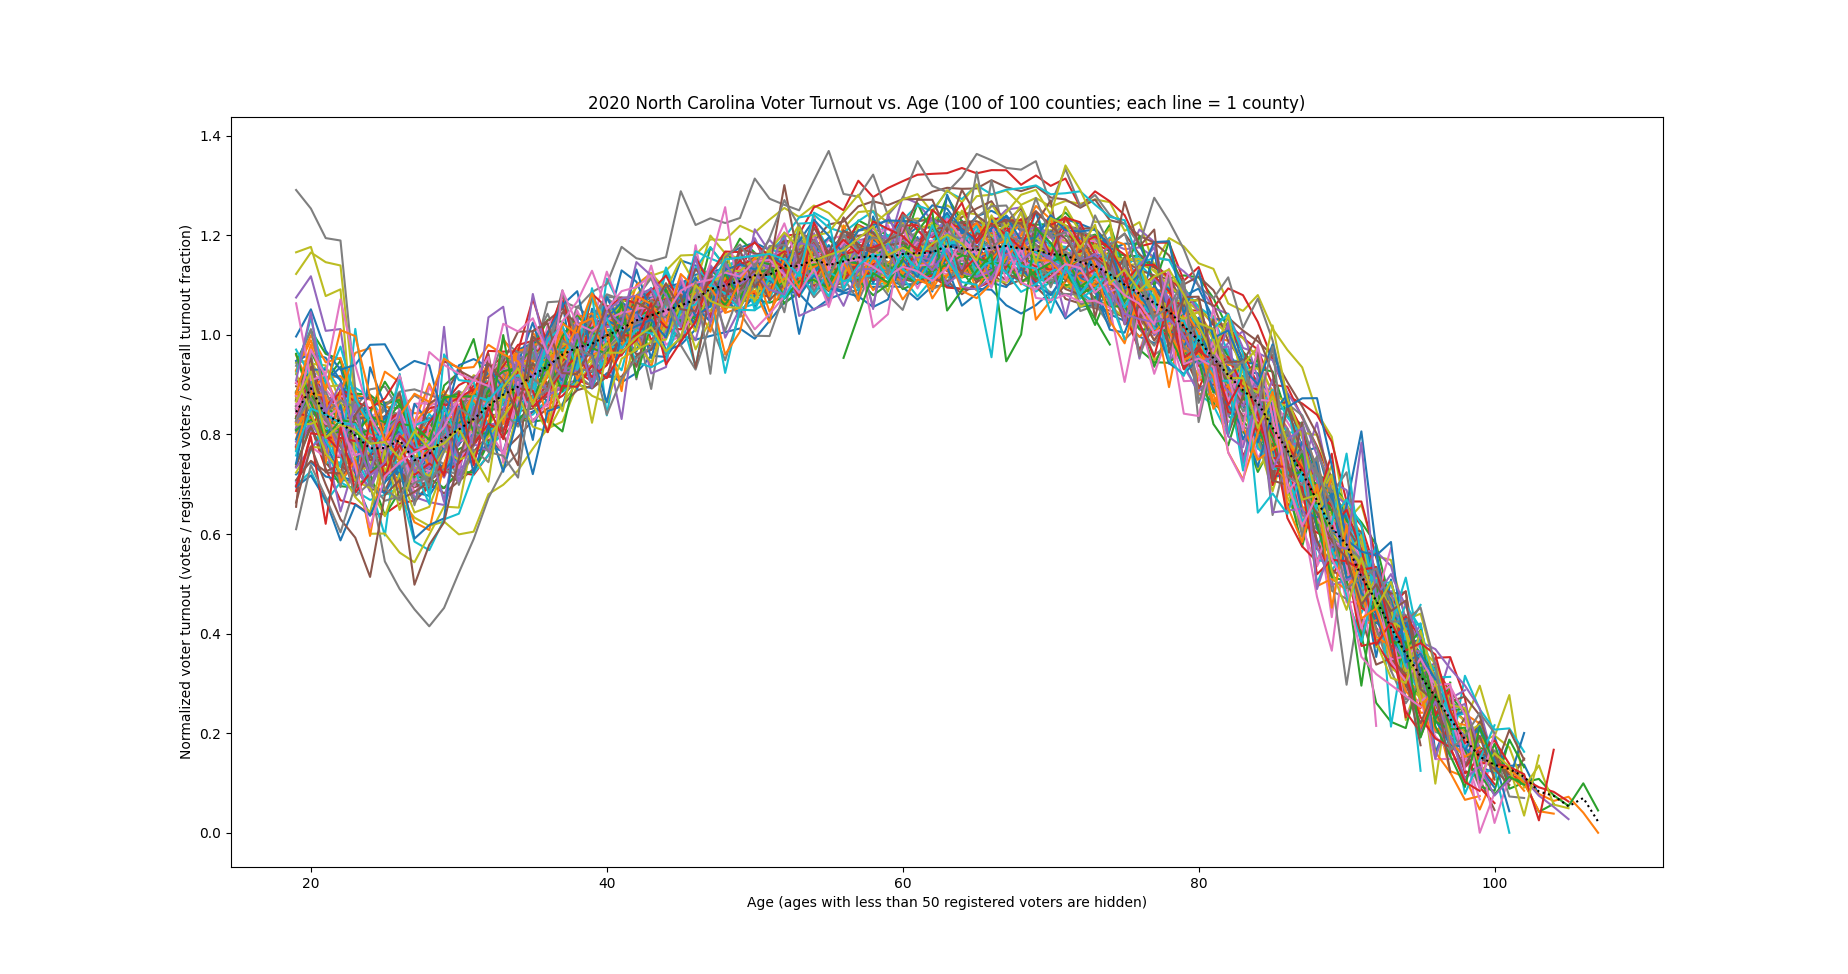 2020 North Carolina Voter Turnout vs. Age (100 of 100 counties; each line = 1 county)
Normalized voter turnout (votes / registered voters / overall turnout fraction)
1.4
1.2
1.0
0.8
0.6
0.4
0.2
0.0
20 40 60 80 100
Age (ages with less than 50 registered voters are hidden)